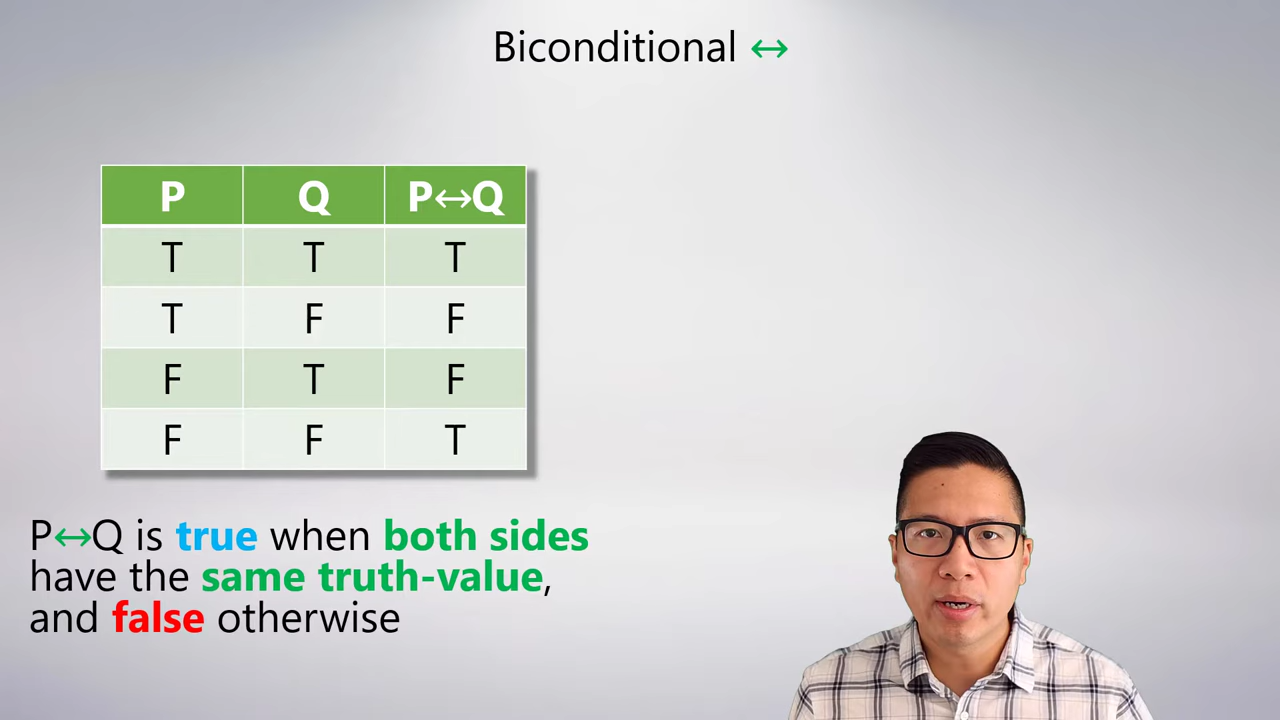 Biconditional ↔
P Q P↔Q
T T T
T F F
F T F
F F T
P↔Q is true when both sides
have the same truth-value,
and false otherwise